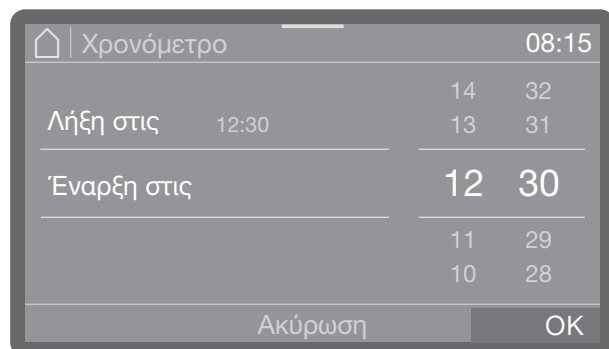 Χρονόμετρο 08:15
14 32
Λήξη στις 12:30 13 31
Έναρξη στις 12 30
11 29
10 28
Ακύρωση OK